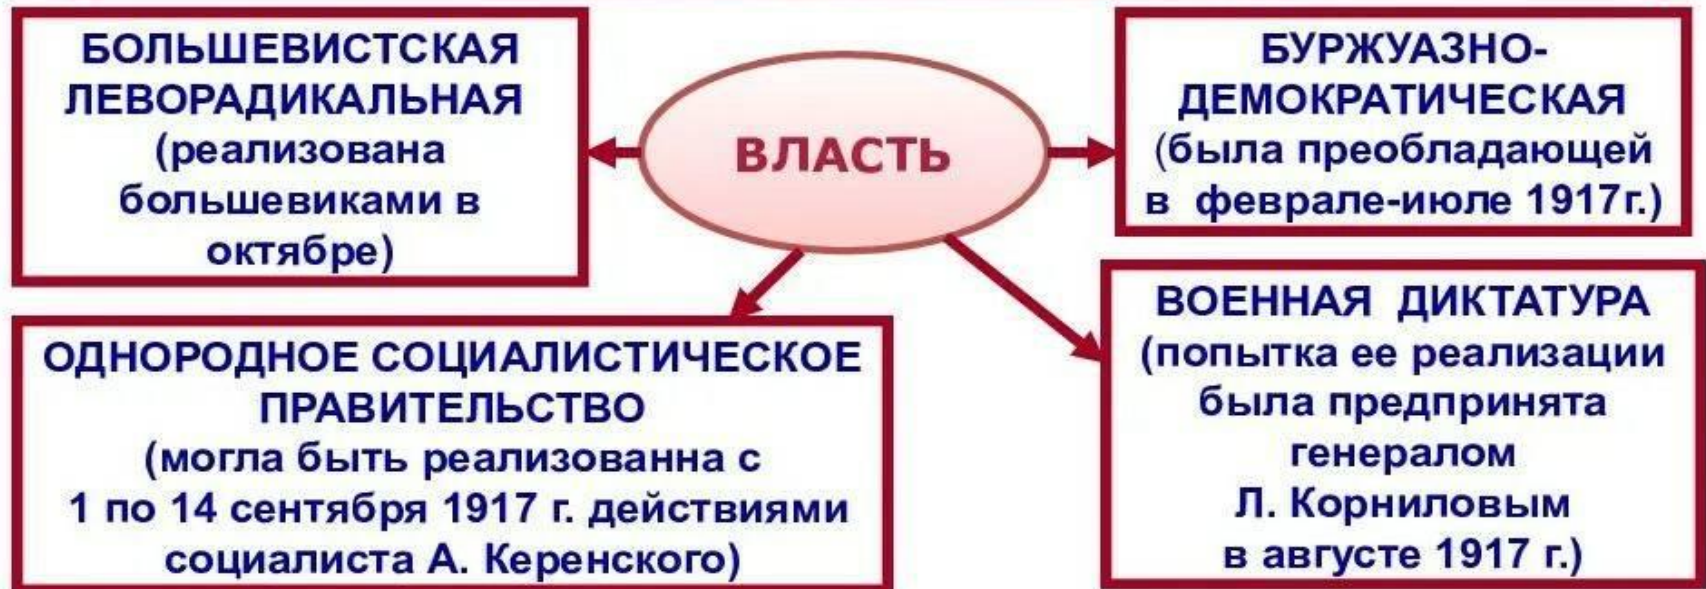 БОЛЬШЕВИСТСКАЯ
ЛЕВОРАДИКАЛЬНАЯ
(реализована
большевиками в
октябре)
ВЛАСТЬ
БУРЖУАЗНО-
ДЕМОКРАТИЧЕСКАЯ
(была преобладающей
в феврале-июле 1917г.)
ОДНОРОДНОЕ СОЦИАЛИСТИЧЕСКОЕ
ПРАВИТЕЛЬСТВО
(могла быть реализованна с
1 по 14 сентября 1917 г. действиями
социалиста А. Керенского)
ВОЕННАЯ ДИКТАТУРА
(попытка ее реализации
была предпринята
генералом
Л. Корниловым
в августе 1917 г.)